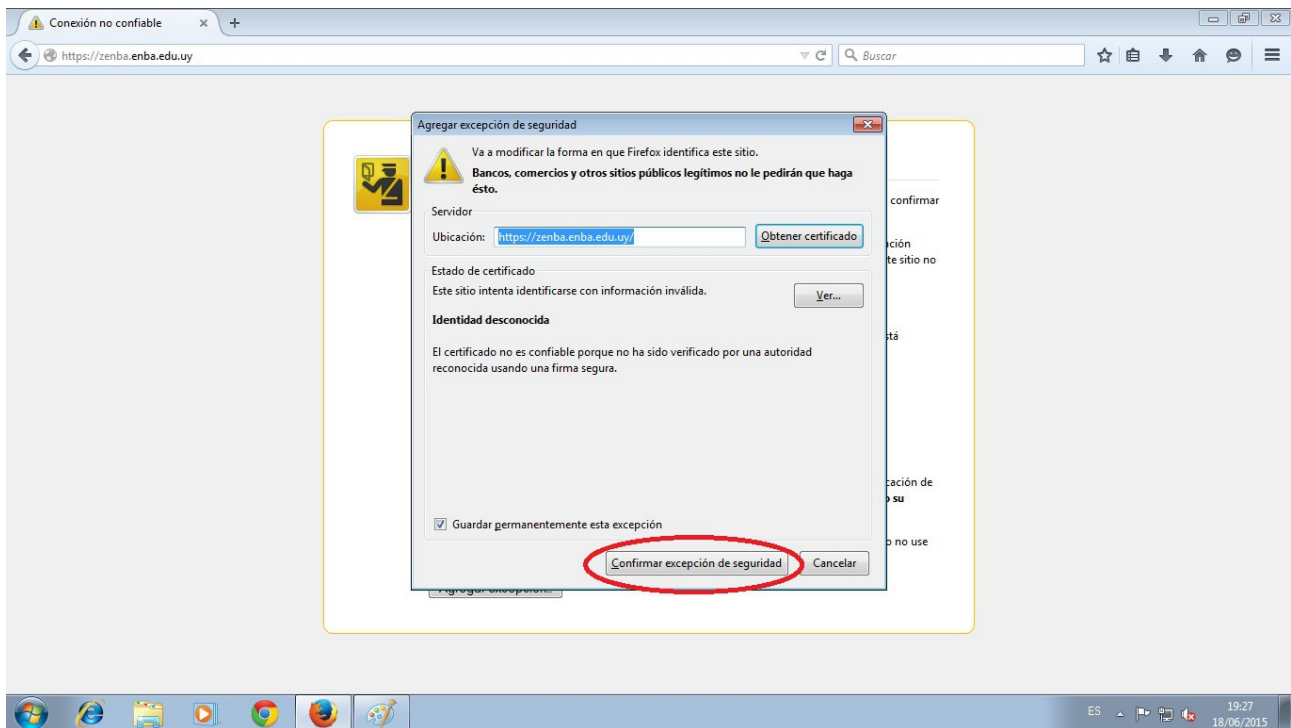 Conexión no confiable
https://zenba.enba.edu.uy
Buscar
Agregar excepción de seguridad
Va a modificar la forma en que Firefox identifica este sitio.
Bancos, comercios y otros sitios públicos legítimos no le pedirán que haga
ésto.
Servidor
Ubicación: https://zenba.enba.edu.uy/ Obtener certificado
Estado de certificado
Este sitio intenta identificarse con información inválida. Ver...
Identidad desconocida
El certificado no es confiable porque no ha sido verificado por una autoridad
reconocida usando una firma segura.
Guardar permanentemente esta excepción
Confirmar excepción de seguridad Cancelar
confirmar
te sitio no
cación de
su
o no use
ES 19:27
18/06/2015